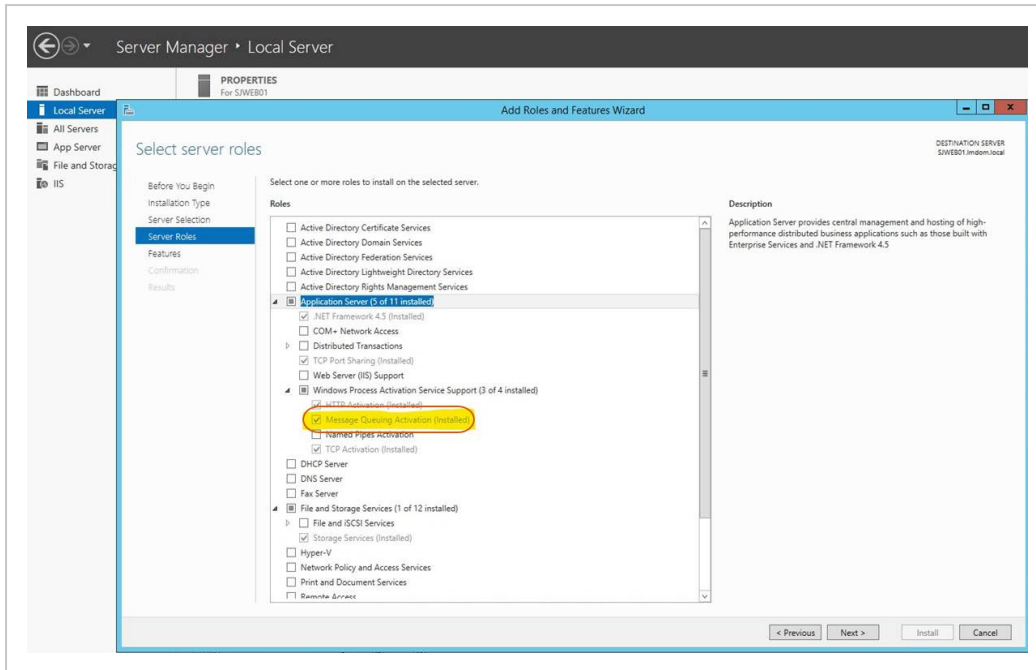 Server Manager • Local Server
PROPERTIES
For SJWEB01
Dashboard
Local Server
All Servers
App Server
File and Storag
IIS
Add Roles and Features Wizard
Select server roles
DESTINATION SERVER
SJWEB01.lmdom.local
Before You Begin
Installation Type
Server Selection
Server Roles
Features
Confirmation
Results
Select one or more roles to install on the selected server.
Roles
Active Directory Certificate Services
Active Directory Domain Services
Active Directory Federation Services
Active Directory Lightweight Directory Services
Active Directory Rights Management Services
Application Server (5 of 11 installed)
.NET Framework 4.5 (Installed)
COM+ Network Access
Distributed Transactions
TCP Port Sharing (Installed)
Web Server (IIS) Support
Windows Process Activation Service Support (3 of 4 installed)
HTTP Activation (Installed)
Message Queuing Activation (Installed)
Named Pipes Activation
TCP Activation (Installed)
DHCP Server
DNS Server
Fax Server
File and Storage Services (1 of 12 installed)
File and iSCSI Services
Storage Services (Installed)
Hyper-V
Network Policy and Access Services
Print and Document Services
Remote Access
Description
Application Server provides central management and hosting of high-
performance distributed business applications such as those built with
Enterprise Services and .NET Framework 4.5
< Previous
Next >
Install
Cancel